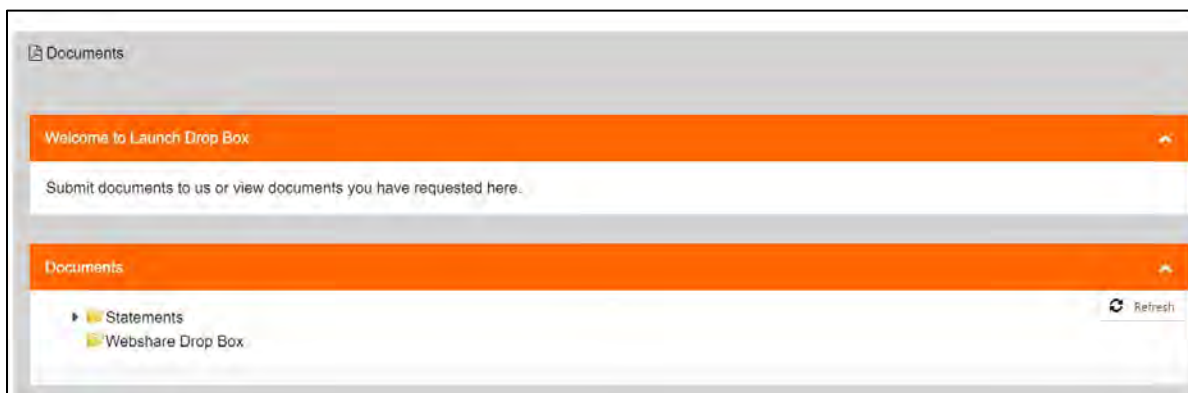 Documents
Welcome to Launch Drop Box
Submit documents to us or view documents you have requested here.
Documents
Refresh
Statements
Webshare Drop Box